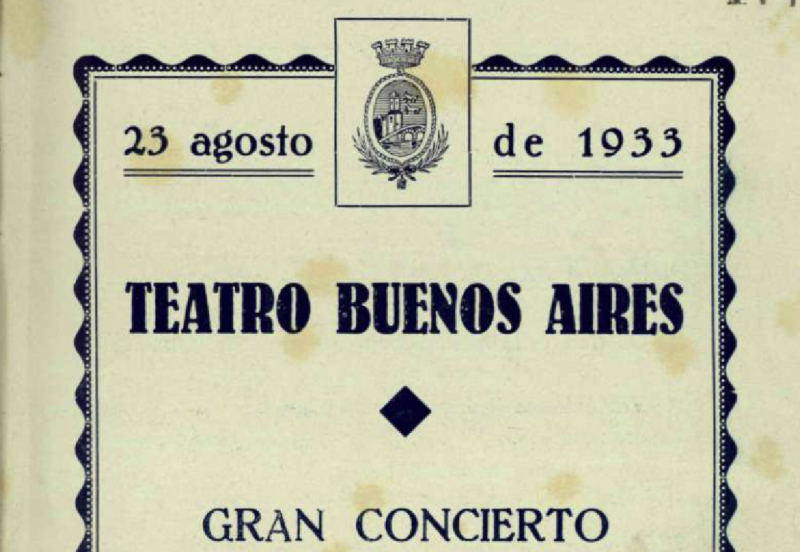 23 agosto de 1933
TEATRO BUENOS AIRES
GRAN CONCIERTO